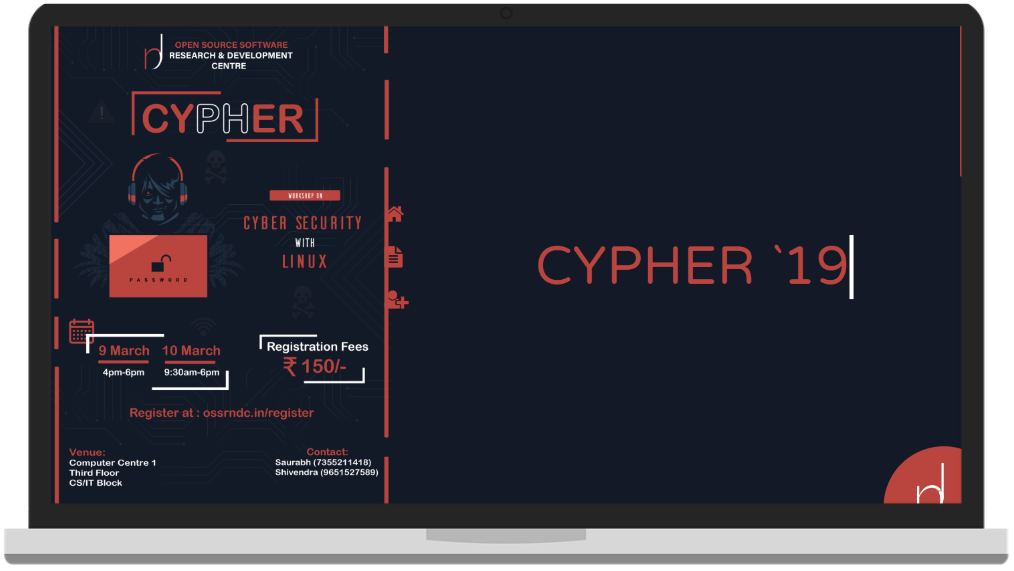 OPEN SOURCE SOFTWARE
RESEARCH & DEVELOPMENT
CENTRE
CYPHER
WORKSHOP ON
CYBER SECURITY
WITH
LINUX
PASSWORD
9 March 10 March
4pm-6pm 9:30am-6pm
Registration Fees
₹ 150/-
Register at : ossrndc.in/register
Venue:
Computer Centre 1
Third Floor
CS/IT Block
Contact:
Saurabh (7355211418)
Shivendra (9651527589)
CYPHER `19